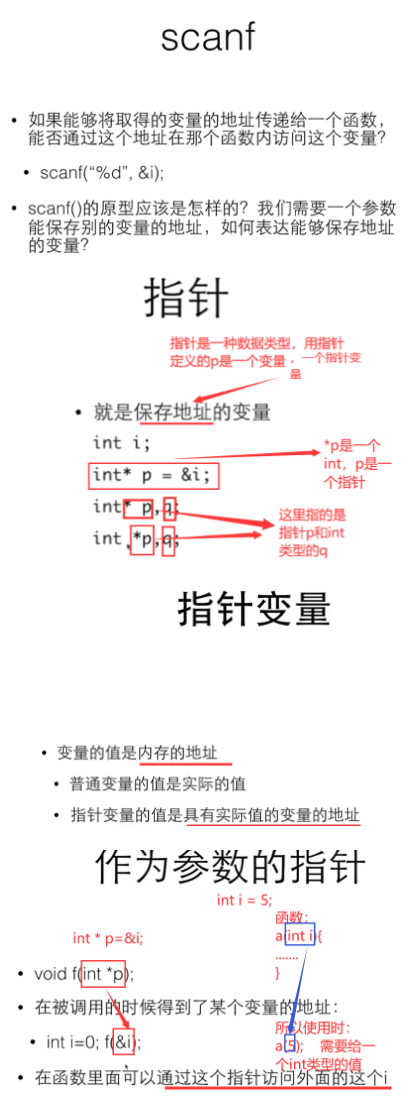 scanf
• 如果能够将取得的变量的地址传递给一个函数，
能否通过这个地址在那个函数内访问这个变量？
• scanf(“%d”, &i);
• scanf()的原型应该是怎样的？我们需要一个参数
能保存别的变量的地址，如何表达能够保存地址
的变量？
指针
指针是一种数据类型，用指针
定义的p是一个变量，一个指针变
量
• 就是保存地址的变量
int i;
int* p = &i;
*p是一个
int，p是一
个指针
int* p,q;
int *p,q;
这里指的是
指针p和int
类型的q
指针变量
• 变量的值是内存的地址
• 普通变量的值是实际的值
• 指针变量的值是具有实际值的变量的地址
作为参数的指针
int i = 5;
函数：
a(int i){
.......
}
int * p=&i;
• void f(int *p);
• 在被调用的时候得到了某个变量的地址：
• int i=0; f(&i);
所以使用时：
a(5); 需要给一
个int类型的值
• 在函数里面可以通过这个指针访问外面的这个i